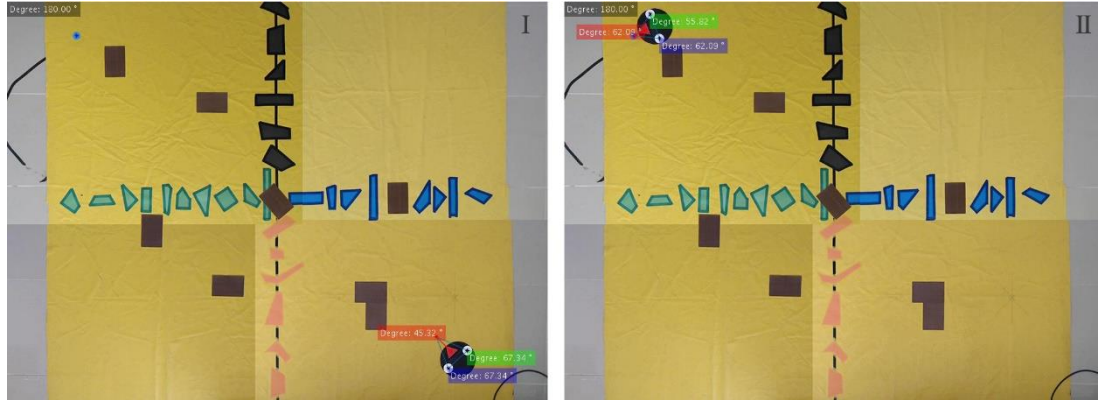 Degree: 180.00 °
I
Degree: 45.32 °
Degree: 67.34 °
Degree: 67.34 °
Degree: 180.00 °
II
Degree: 55.82 °
Degree: 62.09 °
Degree: 62.09 °